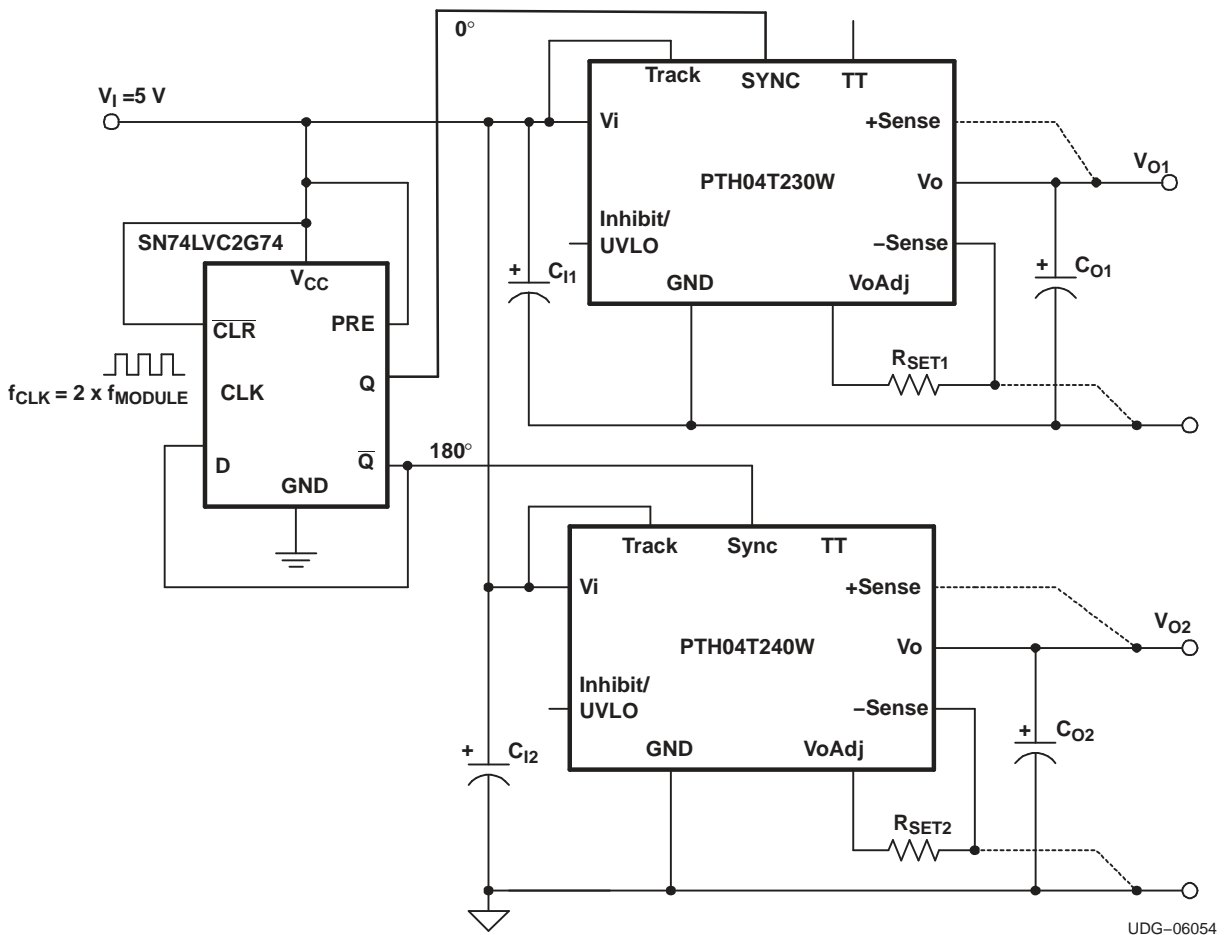 0°
Track
SYNC
TT
V_I =5 V
Vi
+Sense
V_O1
PTH04T230W
Vo
Inhibit/
UVLO
–Sense
SN74LVC2G74
V_CC
+
C_I1
GND
VoAdj
+
C_O1
C̅L̅R̅
PRE
R_SET1
f_CLK = 2 x f_MODULE
CLK
Q
D
Q̅
180°
GND
Track
Sync
TT
Vi
+Sense
V_O2
PTH04T240W
Vo
Inhibit/
UVLO
–Sense
+
C_I2
GND
VoAdj
+
C_O2
R_SET2
UDG–06054